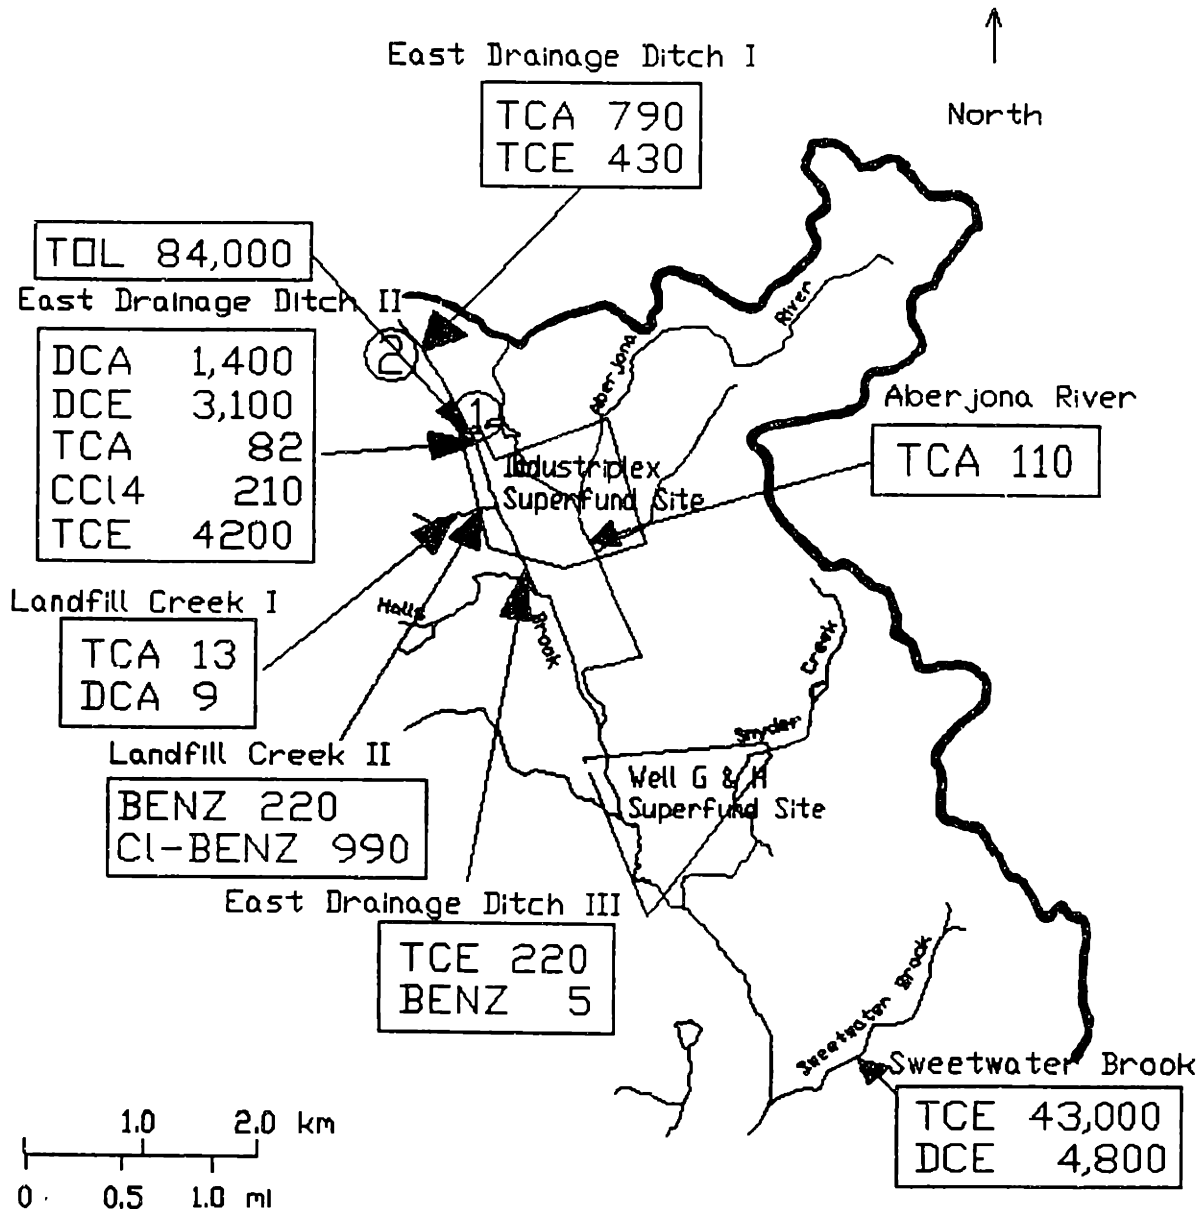 East Drainage Ditch I
TCA 790
TCE 430
North
TOL 84,000
East Drainage Ditch II
DCA 1,400
DCE 3,100
TCA 82
CCl4 210
TCE 4200
2
1
River
Aberjona
Aberjona River
TCA 110
Industriplex
Superfund Site
Landfill Creek I
TCA 13
DCA 9
Halls
Brook
Creek
Snyder
Landfill Creek II
BENZ 220
Cl-BENZ 990
Well G & H
Superfund Site
East Drainage Ditch III
TCE 220
BENZ 5
Sweetwater Brook
Sweetwater Brook
TCE 43,000
DCE 4,800
1.0 2.0 km
0 0.5 1.0 mi